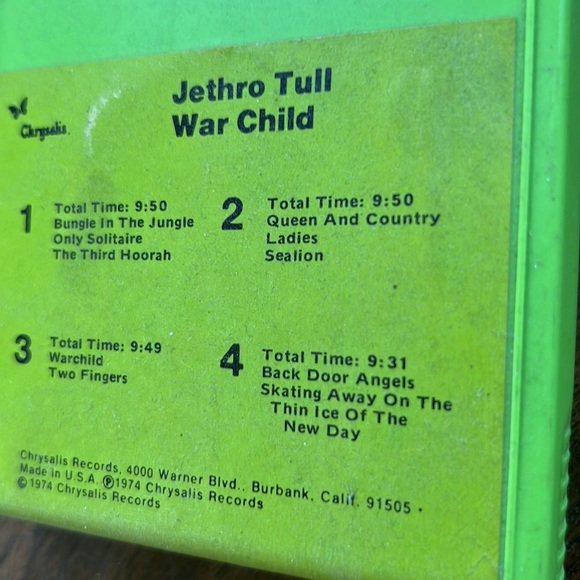 Chrysalis.
Jethro Tull
War Child
1
Total Time: 9:50
Bungle In The Jungle
Only Solitaire
The Third Hoorah
2
Total Time: 9:50
Queen And Country
Ladies
Sealion
3
Total Time: 9:49
Warchild
Two Fingers
4
Total Time: 9:31
Back Door Angels
Skating Away On The
Thin Ice Of The
New Day
Chrysalis Records, 4000 Warner Blvd., Burbank, Calif. 91505 •
Made in U.S.A. ℗1974 Chrysalis Records
©1974 Chrysalis Records